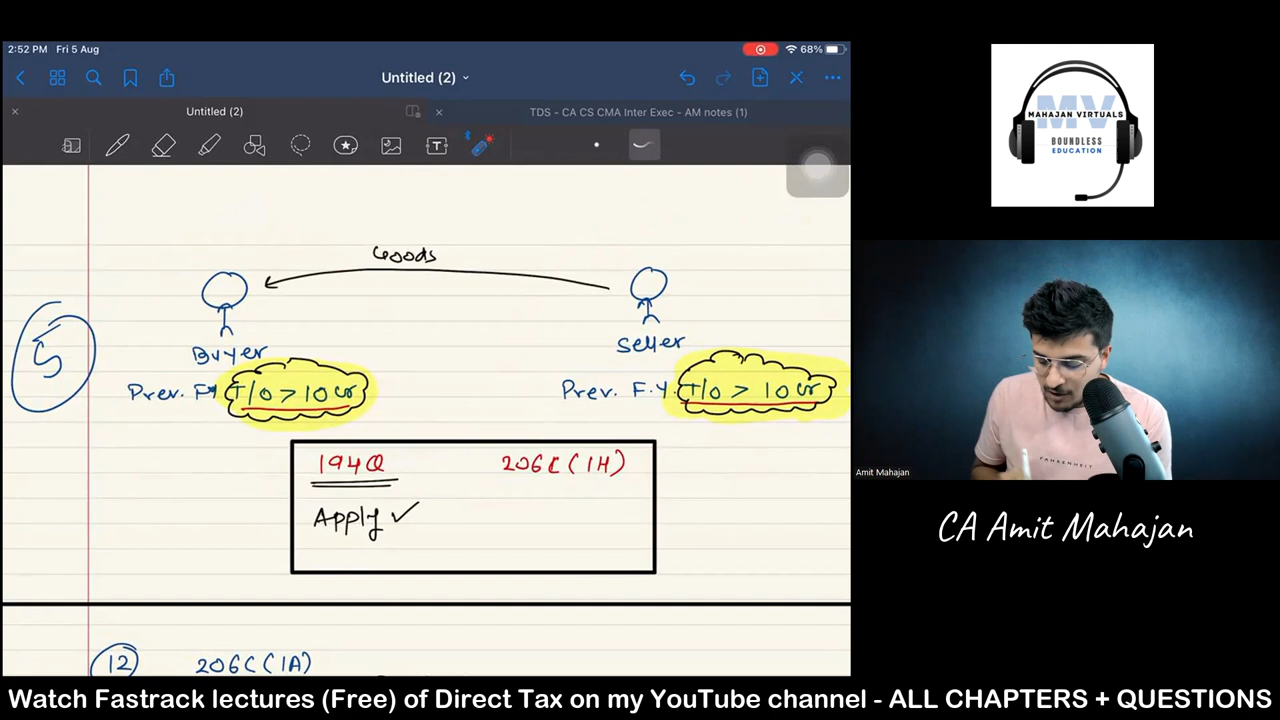 2:52 PM Fri 5 Aug
68%
Untitled (2)
Untitled (2)
TDS - CA CS CMA Inter Exec - AM notes (1)
T
MV
MAHAJAN VIRTUALS
BOUNDLESS
EDUCATION
Goods
5
Buyer
Seller
Prev. F.Y T/O > 10 Cr
Prev. F.Y. T/O > 10 Cr
194Q
206C(1H)
Apply ✓
12
206C(1A)
FAHRENHEIT
Amit Mahajan
CA Amit Mahajan
Watch Fastrack lectures (Free) of Direct Tax on my YouTube channel - ALL CHAPTERS + QUESTIONS